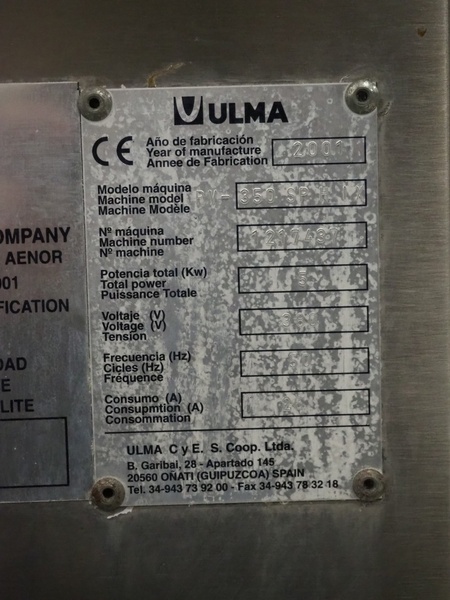 ULMA
CE
Año de fabricación
Year of manufacture
Annee de Fabrication
2001
Modelo máquina
Machine model
Machine Modèle
Nº máquina
Machine number
Nº machine
Potencia total (Kw)
Total power
Puissance Totale
Voltaje (V)
Voltage (V)
Tensión
Frecuencia (Hz)
Cicles (Hz)
Fréquence
Consumo (A)
Consupmtion (A)
Consommation
ULMA C y E. S. Coop. Ltda.
B. Garibai, 28 - Apartado 145
20560 OÑATI (GUIPUZCOA) SPAIN
Tel. 34-943 73 92 00 - Fax 34-943 78 32 18
OMPANY
AENOR
001
FICATION
DAD
E
LITE